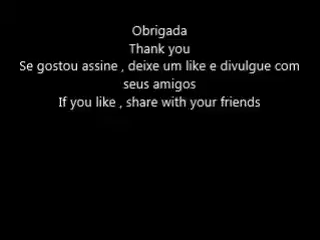 Obrigada
Thank you
Se gostou assine , deixe um like e divulgue com
seus amigos
If you like , share with your friends